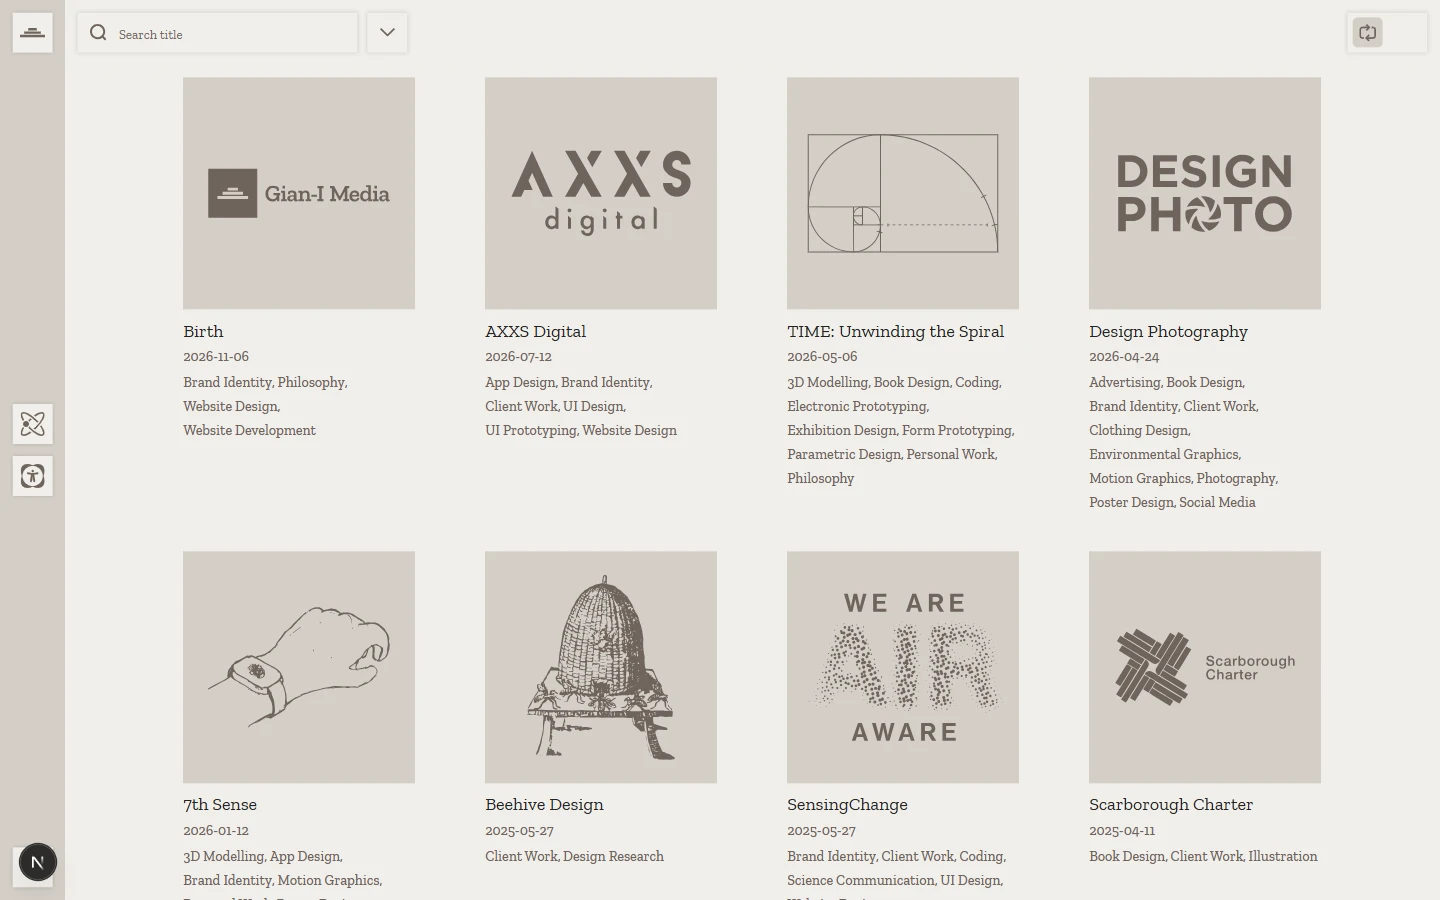 Search title
Gian-I Media
AXXS
digital
DESIGN
PHOTO
Birth
2026-11-06
Brand Identity, Philosophy,
Website Design,
Website Development
AXXS Digital
2026-07-12
App Design, Brand Identity,
Client Work, UI Design,
UI Prototyping, Website Design
TIME: Unwinding the Spiral
2026-05-06
3D Modelling, Book Design, Coding,
Electronic Prototyping,
Exhibition Design, Form Prototyping,
Parametric Design, Personal Work,
Philosophy
Design Photography
2026-04-24
Advertising, Book Design,
Brand Identity, Client Work,
Clothing Design,
Environmental Graphics,
Motion Graphics, Photography,
Poster Design, Social Media
WE ARE
AIR
AWARE
Scarborough
Charter
7th Sense
2026-01-12
3D Modelling, App Design,
Brand Identity, Motion Graphics,
Beehive Design
2025-05-27
Client Work, Design Research
SensingChange
2025-05-27
Brand Identity, Client Work, Coding,
Science Communication, UI Design,
Scarborough Charter
2025-04-11
Book Design, Client Work, Illustration
N